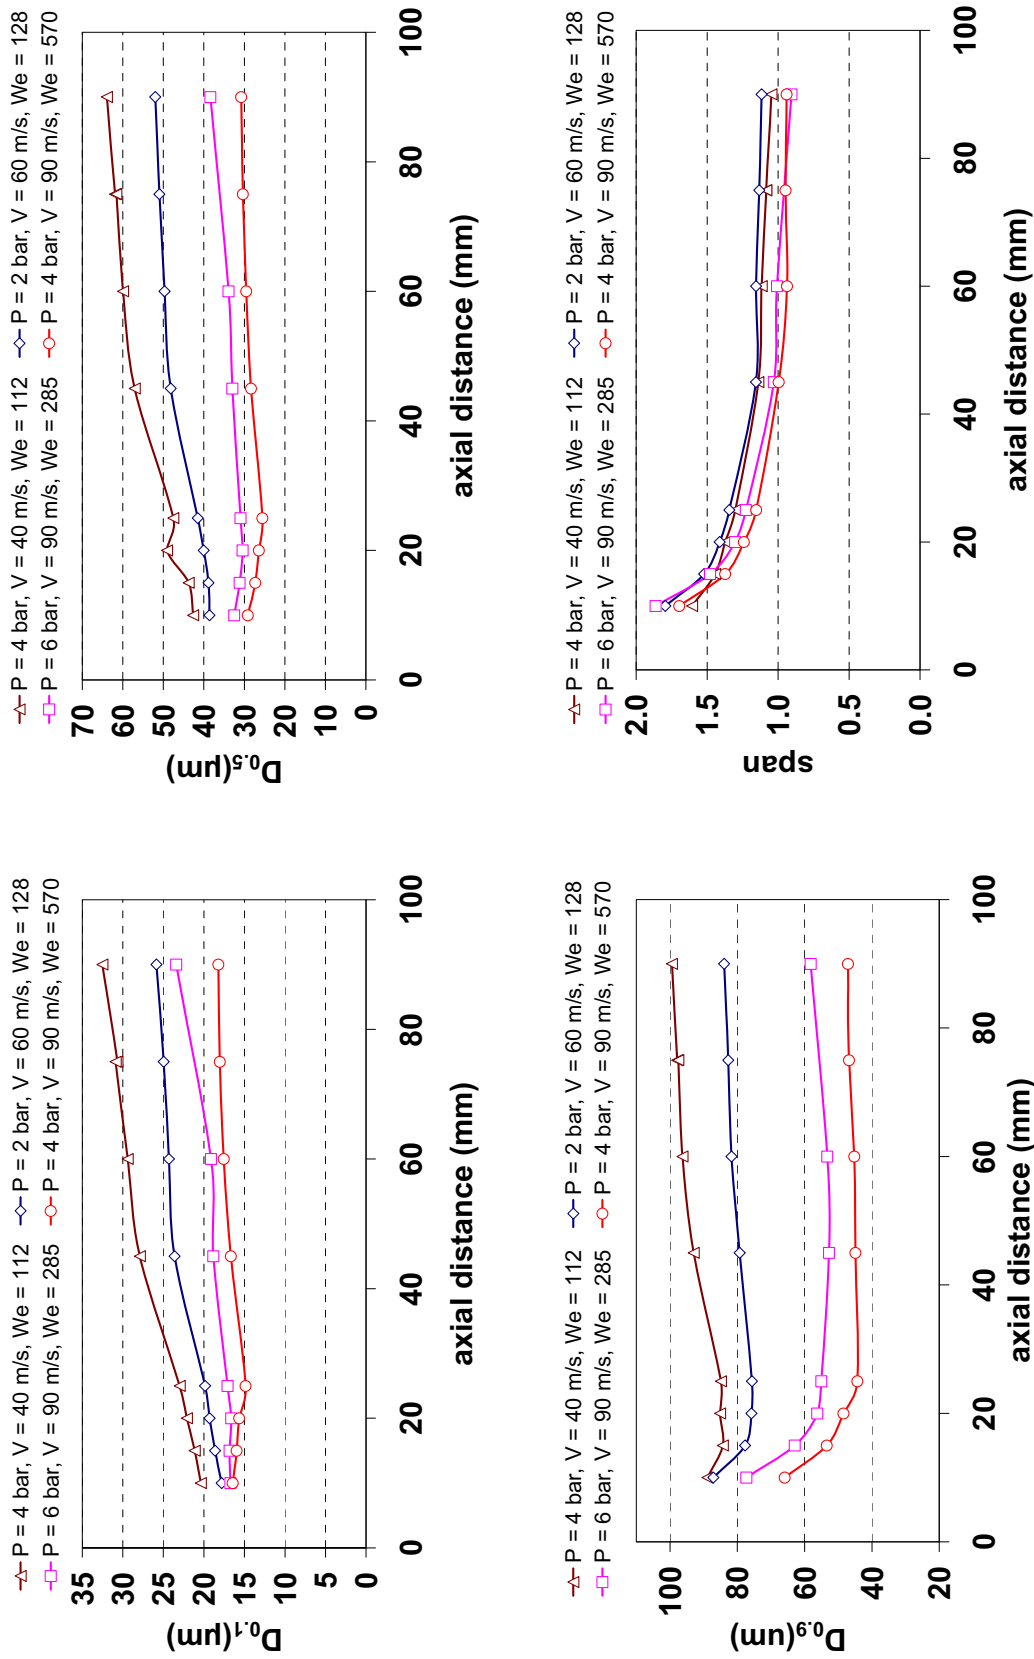 P = 4 bar, V = 40 m/s, We = 112 P = 2 bar, V = 60 m/s, We = 128
P = 6 bar, V = 90 m/s, We = 285 P = 4 bar, V = 90 m/s, We = 570
35
30
25
20
15
10
5
0
D0.1(µm)
0 20 40 60 80 100
axial distance (mm)
P = 4 bar, V = 40 m/s, We = 112 P = 2 bar, V = 60 m/s, We = 128
P = 6 bar, V = 90 m/s, We = 285 P = 4 bar, V = 90 m/s, We = 570
70
60
50
40
30
20
10
0
D0.5(µm)
0 20 40 60 80 100
axial distance (mm)
P = 4 bar, V = 40 m/s, We = 112 P = 2 bar, V = 60 m/s, We = 128
P = 6 bar, V = 90 m/s, We = 285 P = 4 bar, V = 90 m/s, We = 570
100
80
60
40
20
D0.9(µm)
0 20 40 60 80 100
axial distance (mm)
P = 4 bar, V = 40 m/s, We = 112 P = 2 bar, V = 60 m/s, We = 128
P = 6 bar, V = 90 m/s, We = 285 P = 4 bar, V = 90 m/s, We = 570
2.0
1.5
1.0
0.5
0.0
span
0 20 40 60 80 100
axial distance (mm)